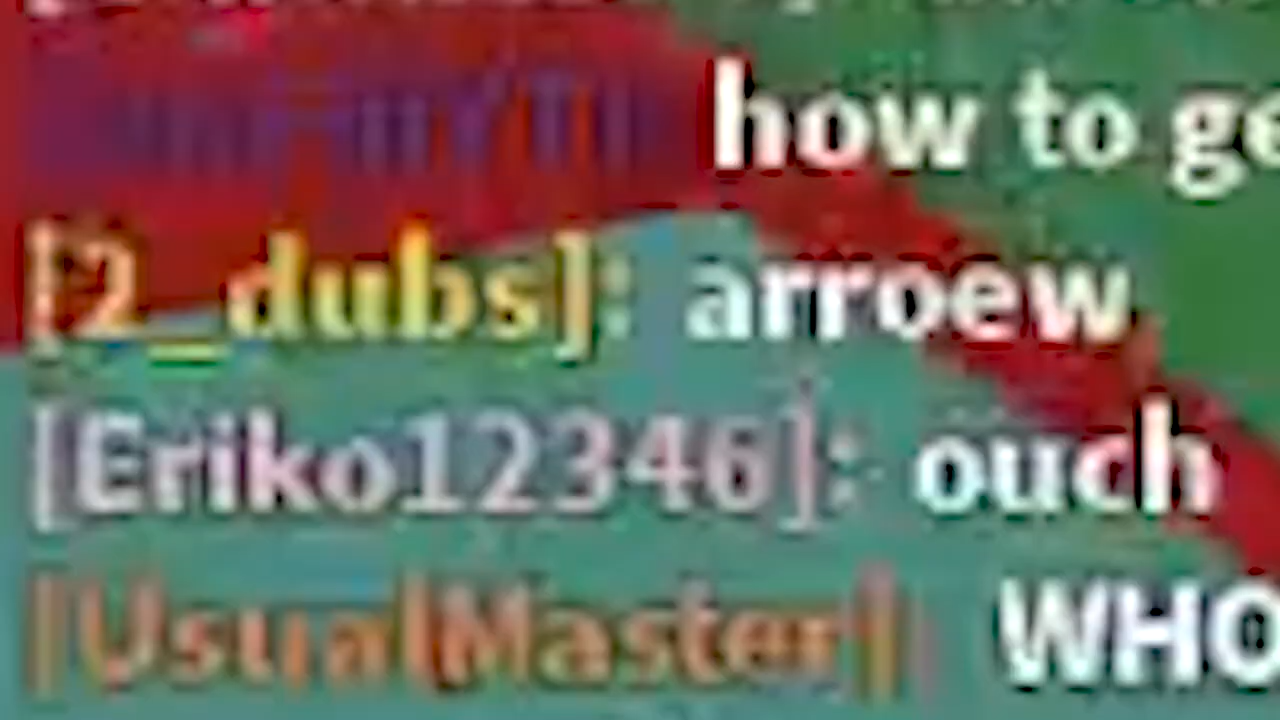 how to ge
[2_dubs]: arroew
[Eriko12346]: ouch
[UsualMaster] WHO